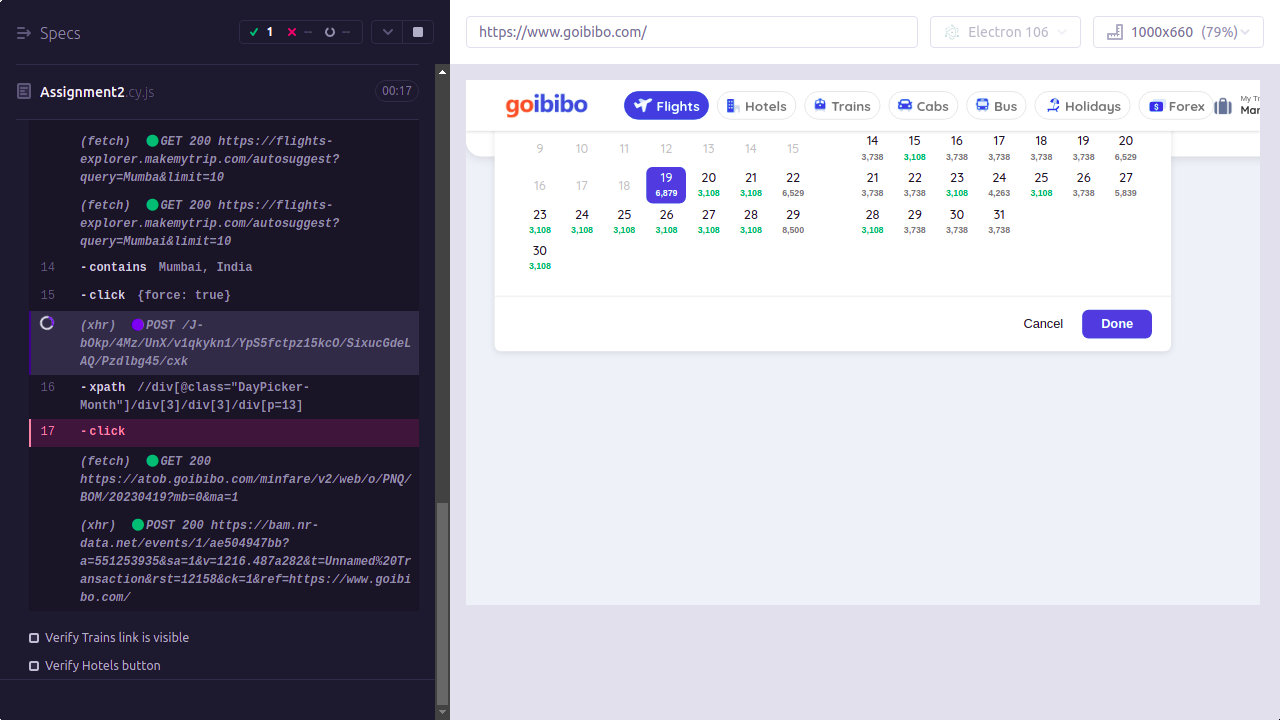 Specs
1
--
--
https://www.goibibo.com/
Electron 106
1000x660 (79%)
Assignment2.cy.js
00:17
(fetch) GET 200 https://flights-
explorer.makemytrip.com/autosuggest?
query=Mumba&limit=10
(fetch) GET 200 https://flights-
explorer.makemytrip.com/autosuggest?
query=Mumbai&limit=10
14 -contains Mumbai, India
15 -click {force: true}
(xhr) POST /J-
bOkp/4Mz/UnX/v1qkykn1/YpS5fctpz15kcO/SixucGdeL
AQ/Pzdlbg45/cxk
16 -xpath //div[@class="DayPicker-
Month"]/div[3]/div[3]/div[p=13]
17 -click
(fetch) GET 200
https://atob.goibibo.com/minfare/v2/web/o/PNQ/
BOM/20230419?mb=0&ma=1
(xhr) POST 200 https://bam.nr-
data.net/events/1/ae504947bb?
a=551253935&sa=1&v=1216.487a282&t=Unnamed%20Tr
ansaction&rst=12158&ck=1&ref=https://www.goibi
bo.com/
Verify Trains link is visible
Verify Hotels button
goibibo
Flights
Hotels
Trains
Cabs
Bus
Holidays
$ Forex
My Tr
Mar
9 10 11 12 13 14 15
16 17 18 19 20 21 22
6,879 3,108 3,108 6,529
23 24 25 26 27 28 29
3,108 3,108 3,108 3,108 3,108 3,108 8,500
30
3,108
14 15 16 17 18 19 20
3,738 3,108 3,738 3,738 3,738 3,738 6,529
21 22 23 24 25 26 27
3,738 3,738 3,108 4,263 3,108 3,738 5,839
28 29 30 31
3,108 3,738 3,738 3,738
Cancel
Done